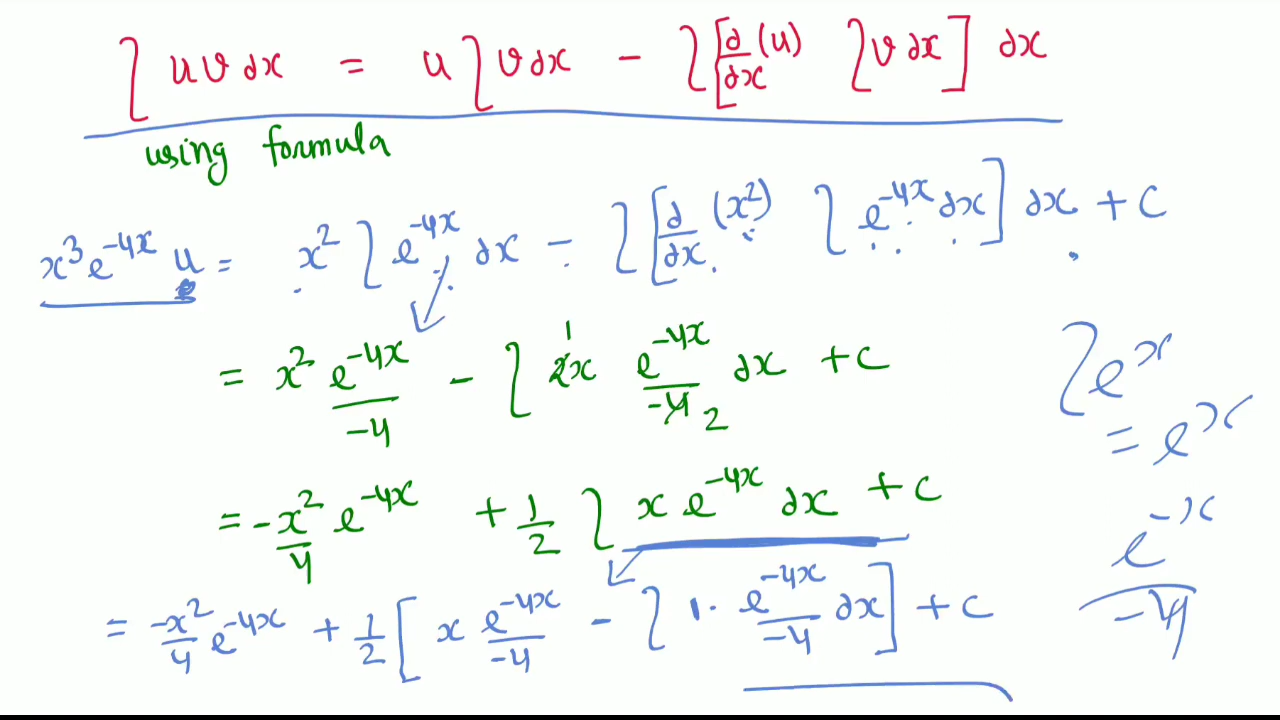 ∫ u v dx = u ∫ v dx - ∫ [d/dx (u) ∫ v dx] dx
using formula
x³e^{-4x} y = x² ∫ e^{-4x} dx - ∫ [d/dx (x²) ∫ e^{-4x} dx] dx + c
= x² e^{-4x}/-4 - ∫ 2x e^{-4x}/-4 dx + c
1
2
∫ e^x
= e^x
= -x²/4 e^{-4x} + 1/2 ∫ x e^{-4x} dx + c
e^{-x}/-4
= -x²/4 e^{-4x} + 1/2 [x e^{-4x}/-4 - ∫ 1. e^{-4x}/-4 dx] + c